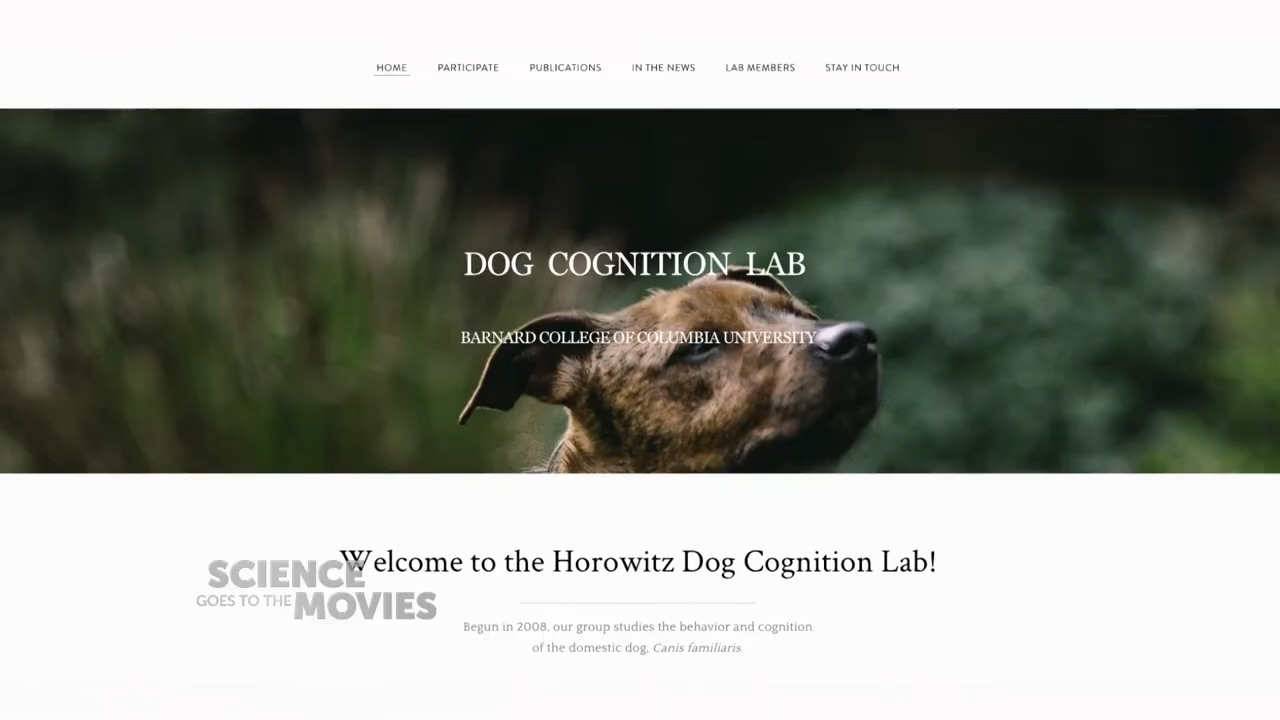 HOME PARTICIPATE PUBLICATIONS IN THE NEWS LAB MEMBERS STAY IN TOUCH
DOG COGNITION LAB
BARNARD COLLEGE OF COLUMBIA UNIVERSITY
Welcome to the Horowitz Dog Cognition Lab!
SCIENCE
GOES TO THE MOVIES
Begun in 2008, our group studies the behavior and cognition
of the domestic dog, Canis familiaris.